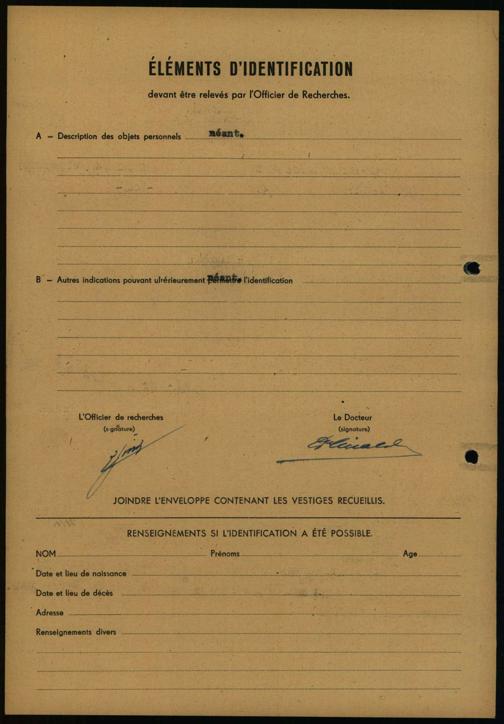 ÉLÉMENTS D'IDENTIFICATION
devant être relevés par l'Officier de Recherches.
A – Description des objets personnels néant.
B – Autres indications pouvant ulrérieurement permettre l'identification
néant.
L'Officier de recherches
(signature)
Le Docteur
(signature)
JOINDRE L'ENVELOPPE CONTENANT LES VESTIGES RECUEILLIS.
RENSEIGNEMENTS SI L'IDENTIFICATION A ÉTÉ POSSIBLE.
NOM Prénoms Age
Date et lieu de naissance
Date et lieu de décès
Adresse
Renseignements divers